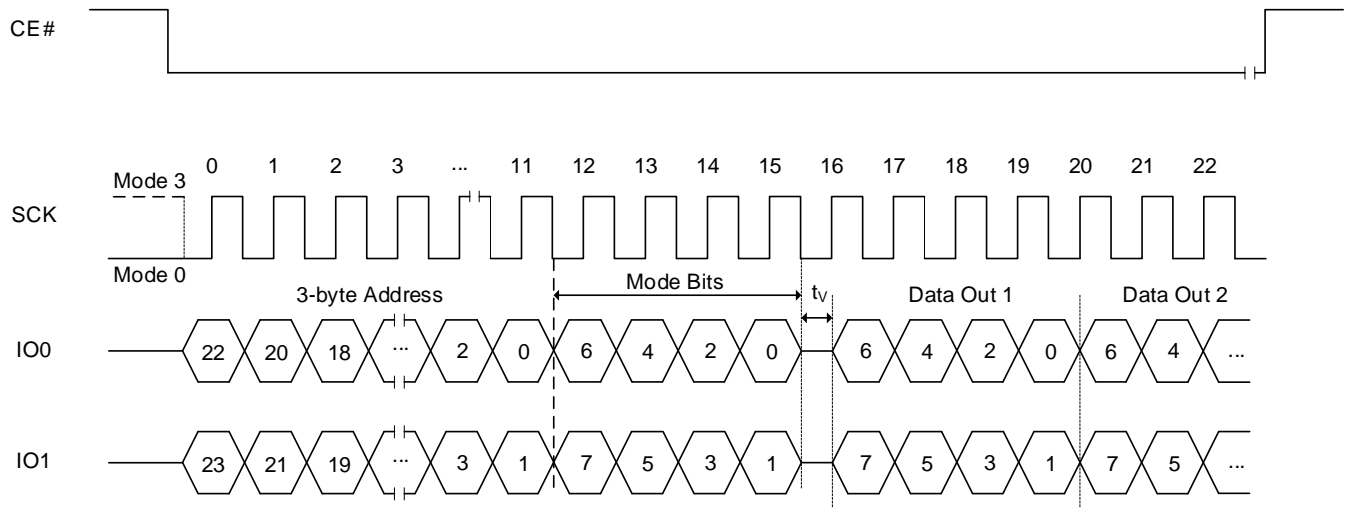 CE#
0 1 2 3 ... 11 12 13 14 15 16 17 18 19 20 21 22
Mode 3
SCK
Mode 0
3-byte Address Mode Bits tV Data Out 1 Data Out 2
IO0 22 20 18 ... 2 0 6 4 2 0 6 4 2 0 6 4 ...
IO1 23 21 19 ... 3 1 7 5 3 1 7 5 3 1 7 5 ...